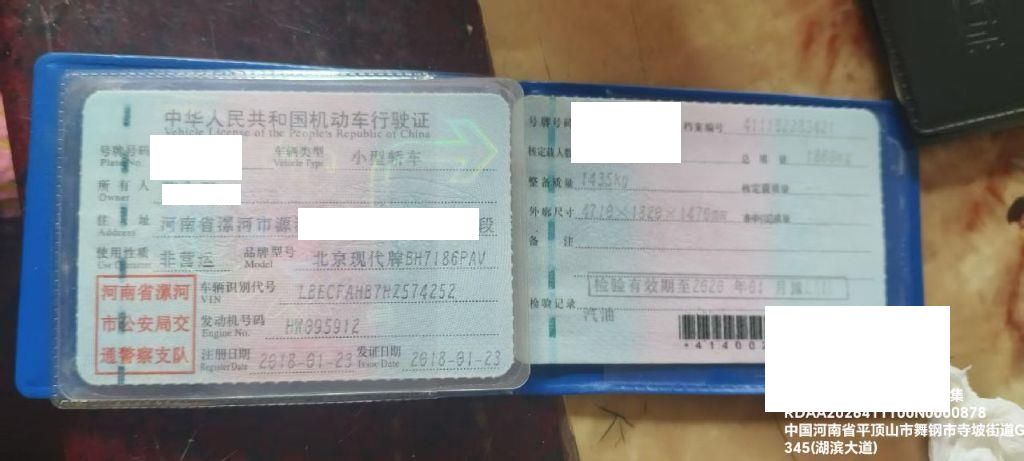 中华人民共和国机动车行驶证
Vehicle License of the People's Republic of China
号牌号码
Plate No.
车辆类型 小型轿车
Vehicle Type
所有人
Owner
住址 河南省漯河市源 段
Address
使用性质 非营运 品牌型号 北京现代牌BH7186PAV
Use Character Model
河南省漯河
市公安局交
通警察支队
车辆识别代号 LBECFAHB7HZ574252
VIN
发动机号码 HW095912
Engine No.
注册日期 2018-01-23 发证日期 2018-01-23
Register Date Issue Date
号牌号码 档案编号
核定载人数 总质量
整备质量 1435kg 核定载质量
外廓尺寸 4710×1820×1470mm
备注
检验有效期至2020年01月
检验记录
汽油
*41400
集
中国河南省平顶山市舞钢市寺坡街道G
345(湖滨大道)